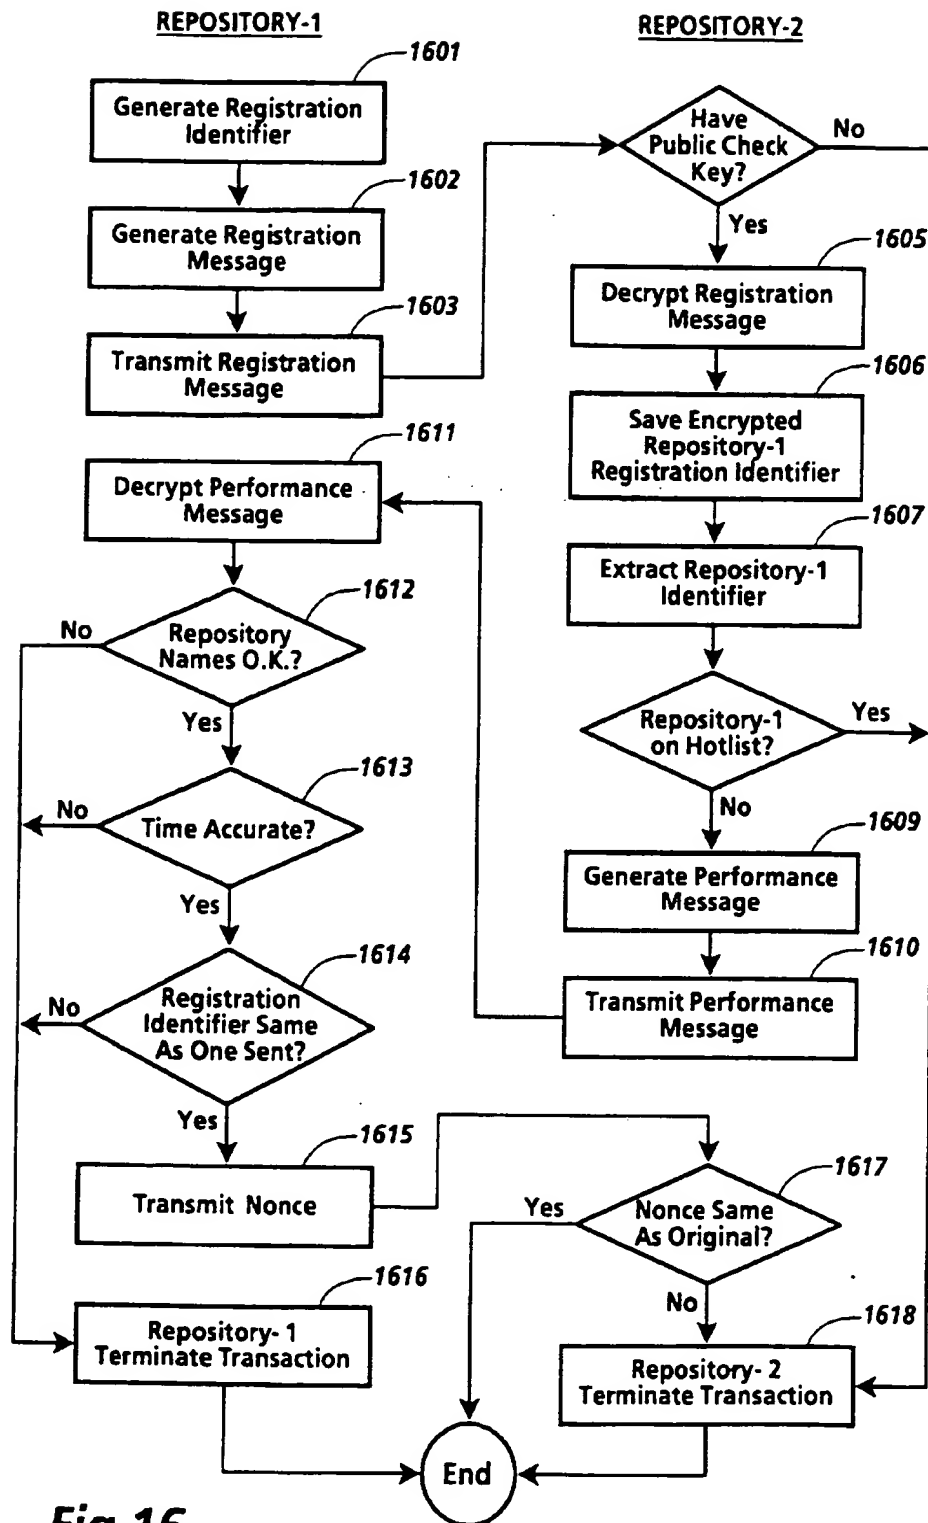 REPOSITORY-1
1601
Generate Registration
Identifier
1602
Generate Registration
Message
1603
Transmit Registration
Message
1611
Decrypt Performance
Message
1612
Repository
Names O.K.?
No
Yes
1613
Time Accurate?
No
Yes
1614
Registration
Identifier Same
As One Sent?
No
Yes
1615
Transmit Nonce
1616
Repository-1
Terminate Transaction
REPOSITORY-2
Have
Public Check
Key?
No
Yes
1605
Decrypt Registration
Message
1606
Save Encrypted
Repository-1
Registration Identifier
1607
Extract Repository-1
Identifier
Repository-1
on Hotlist?
Yes
No
1609
Generate Performance
Message
1610
Transmit Performance
Message
1617
Nonce Same
As Original?
Yes
No
1618
Repository-2
Terminate Transaction
End
Fig.16